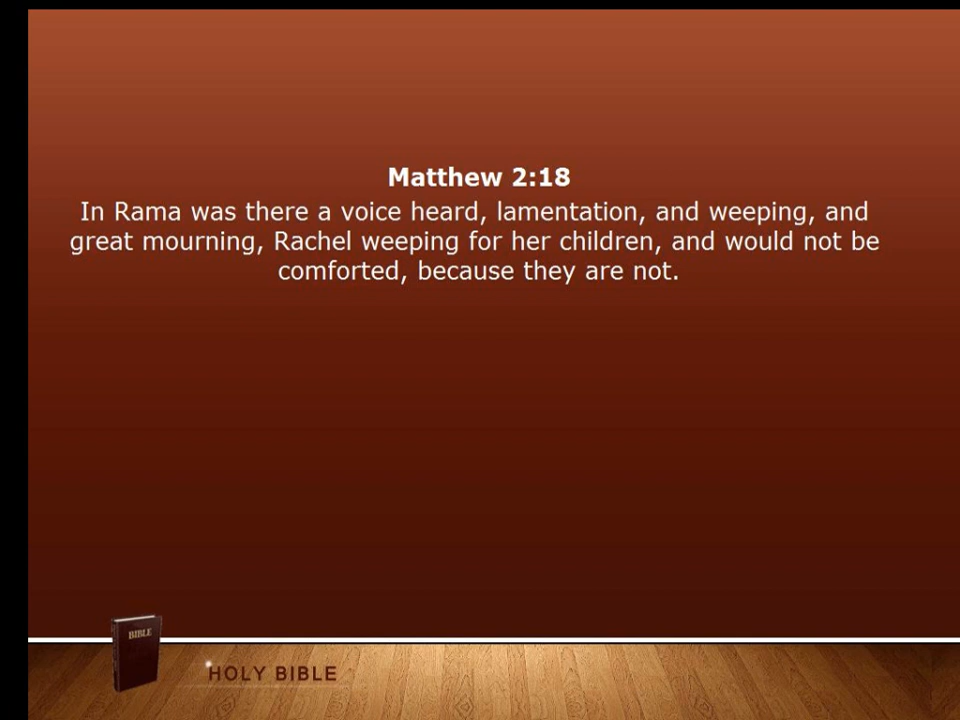 Matthew 2:18
In Rama was there a voice heard, lamentation, and weeping, and
great mourning, Rachel weeping for her children, and would not be
comforted, because they are not.
BIBLE
HOLY BIBLE